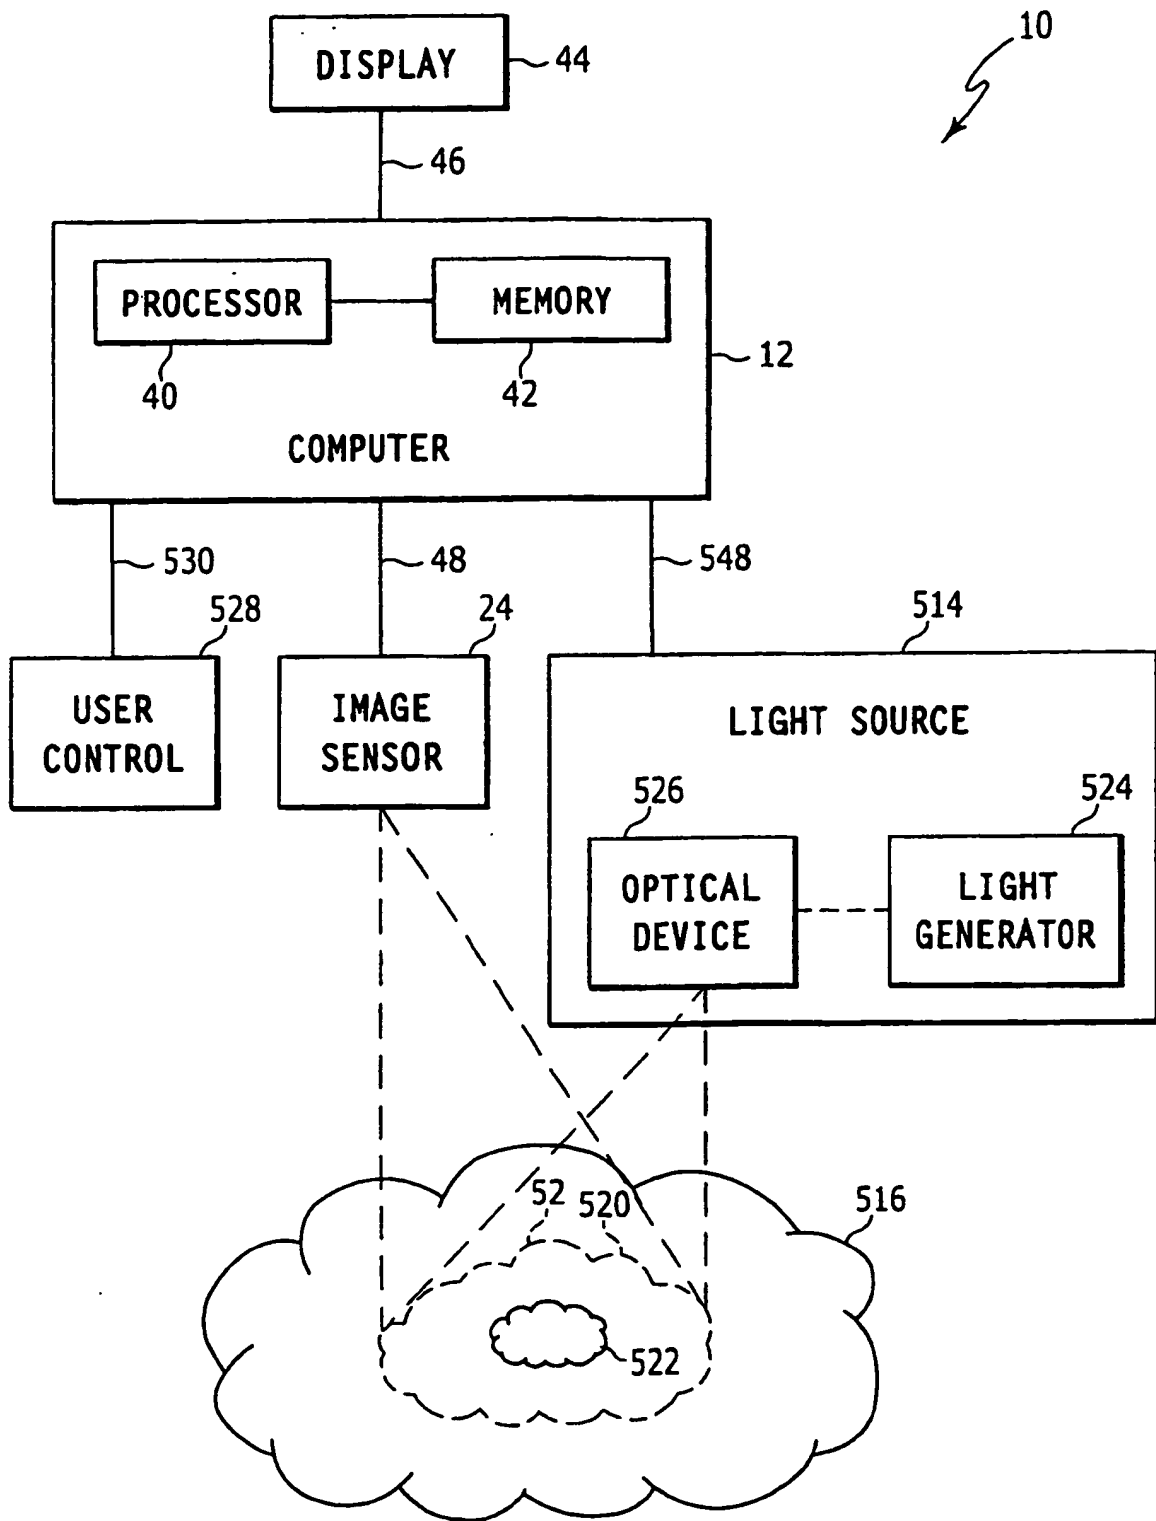 10
DISPLAY
44
46
PROCESSOR
MEMORY
12
40
42
COMPUTER
530
48
548
528
24
514
USER
CONTROL
IMAGE
SENSOR
LIGHT SOURCE
526
524
OPTICAL
DEVICE
LIGHT
GENERATOR
52
520
516
522